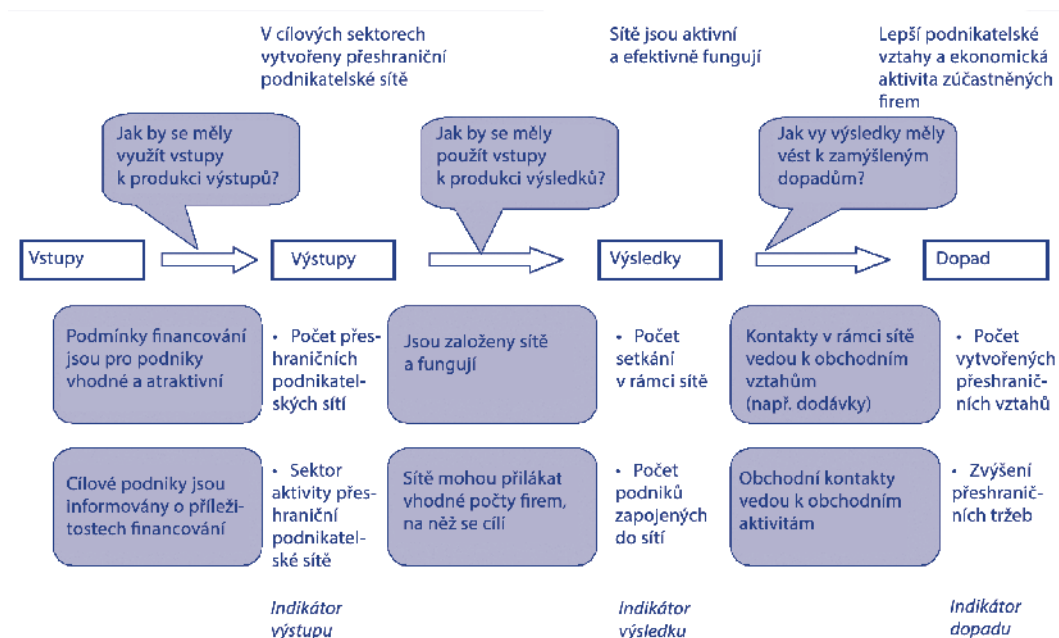 V cílových sektorech
vytvořeny přeshraniční
podnikatelské sítě
Sítě jsou aktivní
a efektivně fungují
Lepší podnikatelské
vztahy a ekonomická
aktivita zúčastněných
firem
Jak by se měly
využít vstupy
k produkci výstupů?
Jak by se měly
použít vstupy
k produkci výsledků?
Jak vy výsledky měly
vést k zamýšleným
dopadům?
Vstupy
Výstupy
Výsledky
Dopad
Podmínky financování
jsou pro podniky
vhodné a atraktivní
• Počet přes-
hraničních
podnikatel-
ských sítí
Jsou založeny sítě
a fungují
• Počet
setkání
v rámci sítě
Kontakty v rámci sítě
vedou k obchodním
vztahům
(např. dodávky)
• Počet
vytvořených
přeshranič-
ních vztahů
Cílové podniky jsou
informovány o příleži-
tostech financování
• Sektor
aktivity přes-
hraniční
podnikatel-
ské sítě
Sítě mohou přilákat
vhodné počty firem,
na něž se cílí
• Počet
podniků
zapojených
do sítí
Obchodní kontakty
vedou k obchodním
aktivitám
• Zvýšení
přeshranič-
ních tržeb
Indikátor
výstupu
Indikátor
výsledku
Indikátor
dopadu